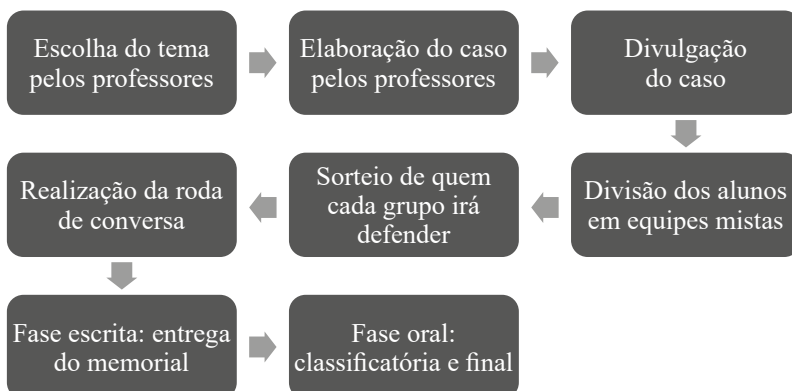 Escolha do tema
pelos professores
Elaboração do caso
pelos professores
Divulgação
do caso
Divisão dos alunos
em equipes mistas
Sorteio de quem
cada grupo irá
defender
Realização da roda
de conversa
Fase escrita: entrega
do memorial
Fase oral:
classificatória e final